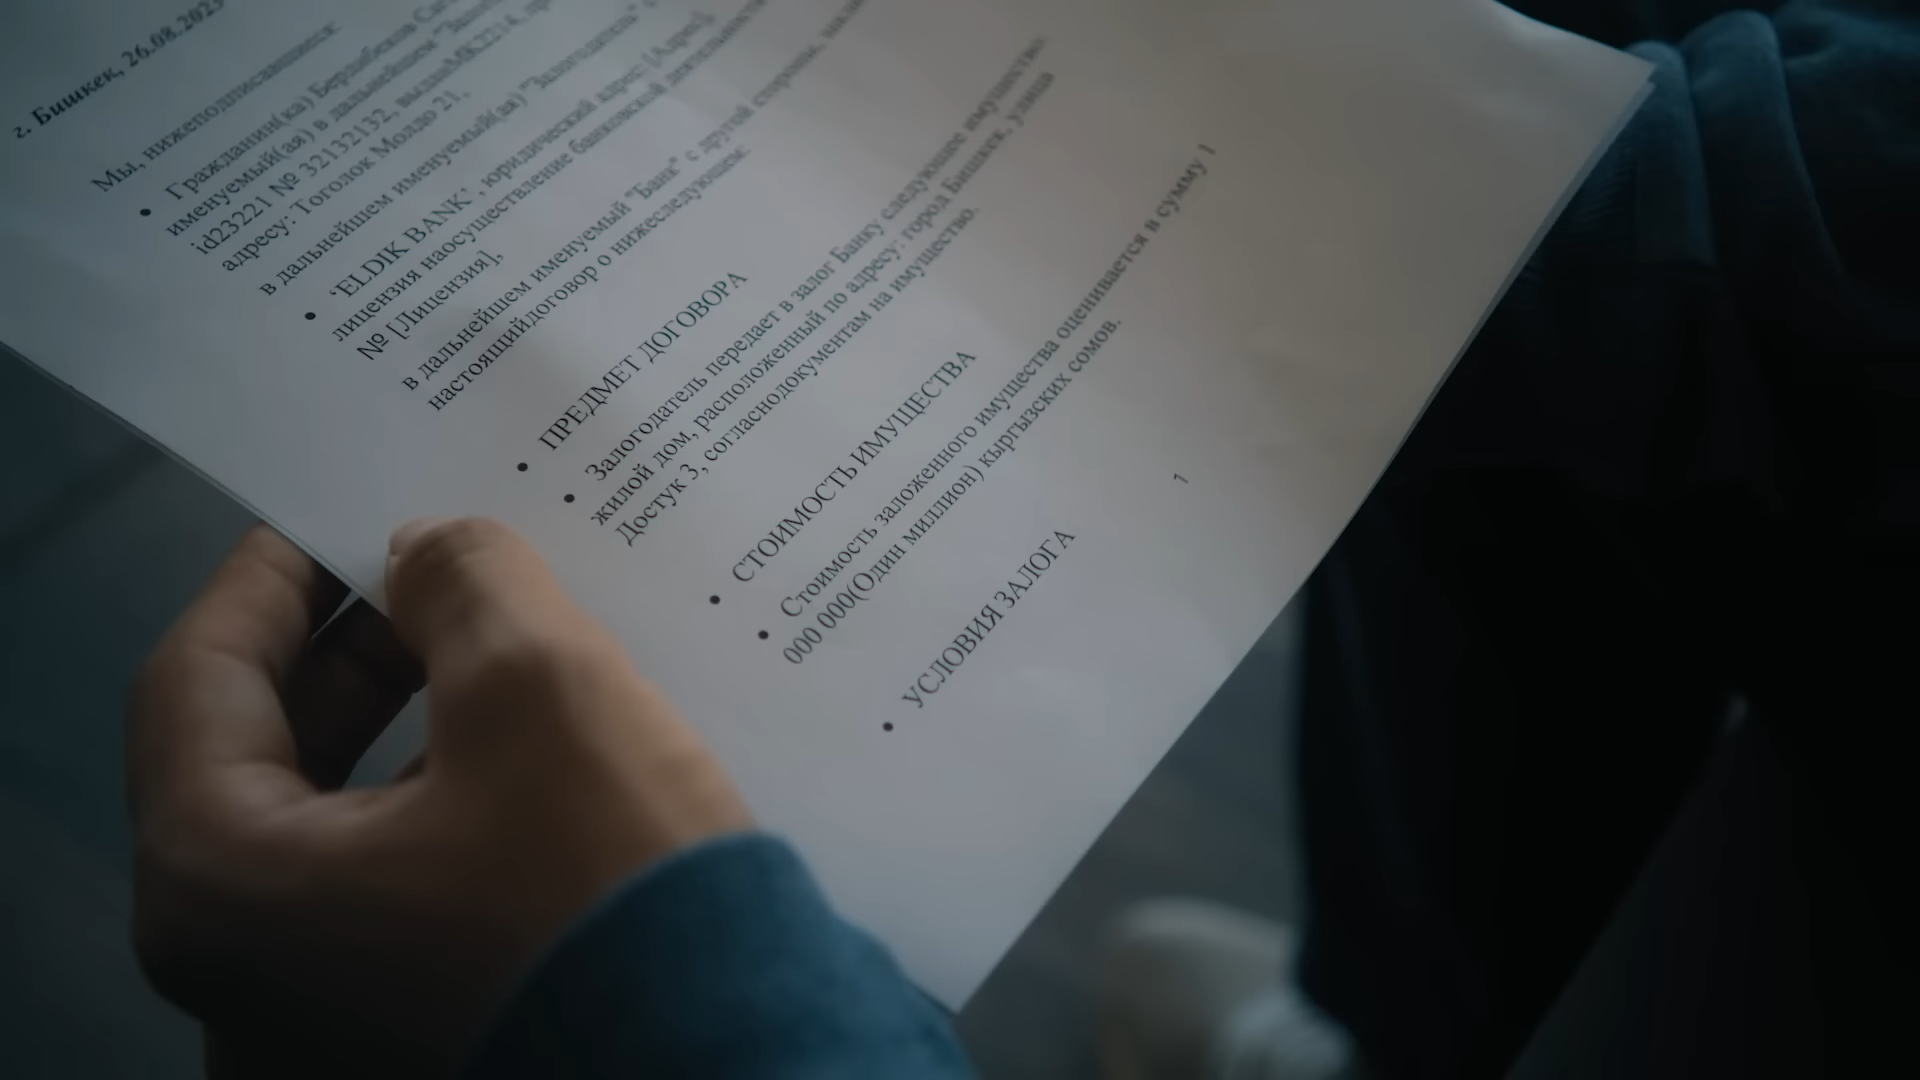 г. Бишкек, 26.08.2023
Мы, нижеподписавшиеся:
• Гражданин(ка)
именуемый(ая) в дальнейшем
id23221 № 32132132,
адресу: Тоголок Молдо 21,
в дальнейшем именуемый(ая) "Залогодатель"
• 'ELDIK BANK', юридический адрес: [Адрес],
лицензия наосуществление банковской деятельности
№ [Лицензия],
в дальнейшем именуемый "Банк" с другой стороны,
настоящийдоговор о нижеследующем:
• ПРЕДМЕТ ДОГОВОРА
• Залогодатель передает в залог Банку следующее имущество:
жилой дом, расположенный по адресу: город Бишкек, улица
Достук 3, согласнодокументам на имущество.
• СТОИМОСТЬ ИМУЩЕСТВА
• Стоимость заложенного имущества оценивается в сумму 1
000 000(Один миллион) кыргызских сомов.
1
• УСЛОВИЯ ЗАЛОГА